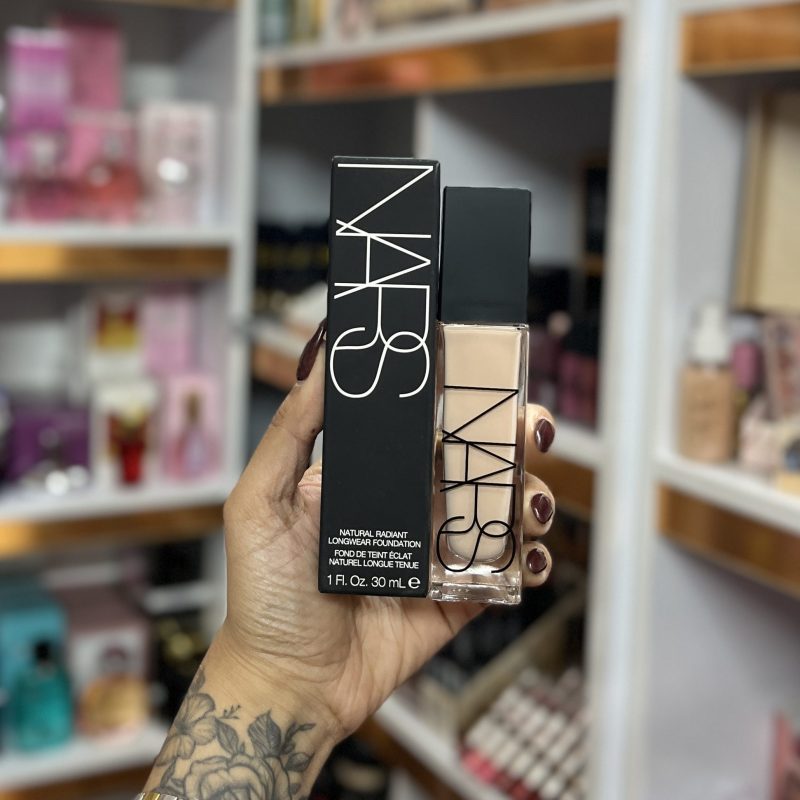 NARS
NATURAL RADIANT
LONGWEAR FOUNDATION
FOND DE TEINT ÉCLAT
NATUREL LONGUE TENUE
1 Fl. Oz. 30 mL ℮
NARS